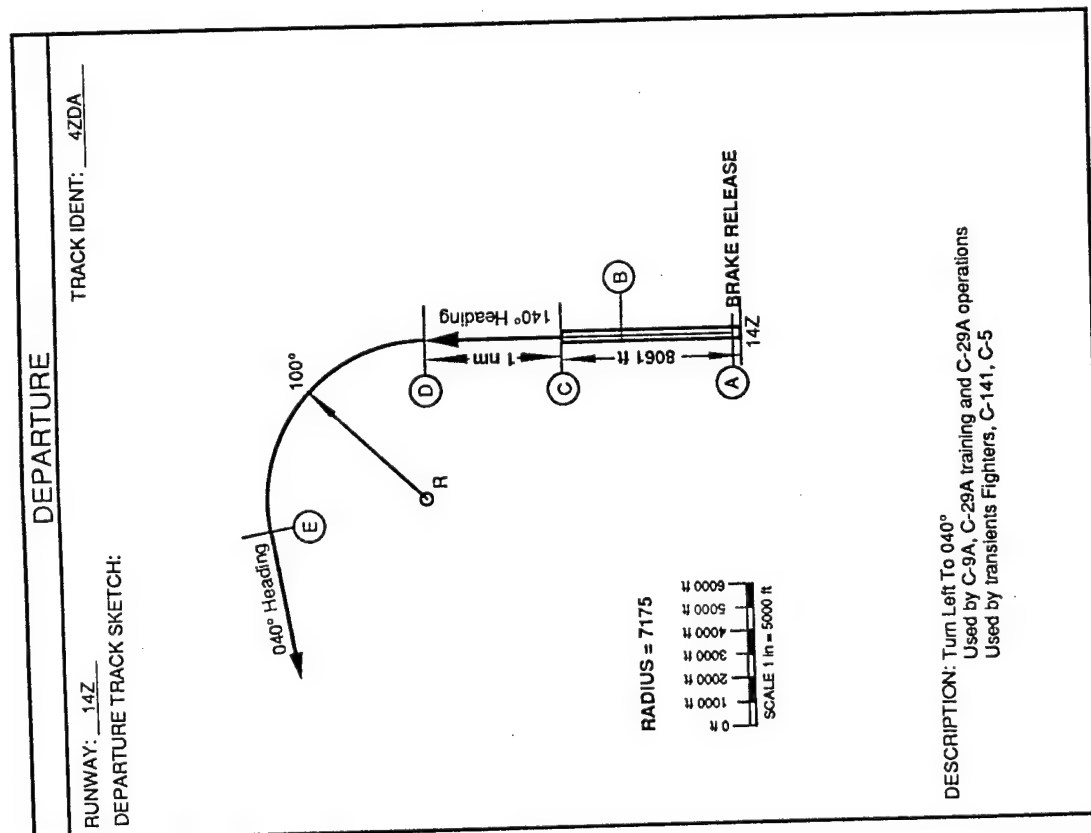 DEPARTURE
RUNWAY: 14Z
TRACK IDENT: 4ZDA
DEPARTURE TRACK SKETCH:
100°
040° Heading
E
R
D
140° Heading
1 nm
C
B
8061 ft
A
BRAKE RELEASE
14Z
RADIUS = 7175
0 ft
1000 ft
2000 ft
3000 ft
4000 ft
5000 ft
6000 ft
SCALE 1 in = 5000 ft
DESCRIPTION: Turn Left To 040°
Used by C-9A, C-29A training and C-29A operations
Used by transients Fighters, C-141, C-5